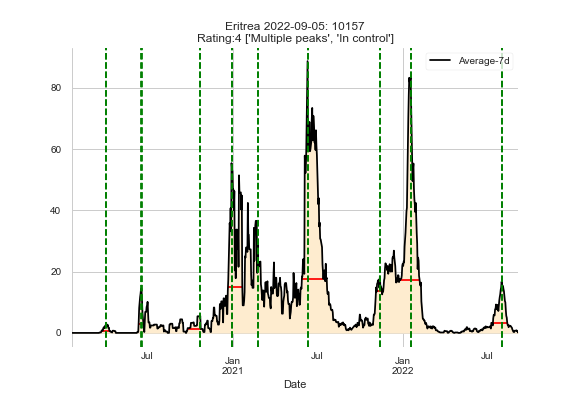 Eritrea 2022-09-05: 10157
Rating:4 ['Multiple peaks', 'In control']
Average-7d
80
60
40
20
0
Jul
Jan
2021
Jul
Jan
2022
Jul
Date